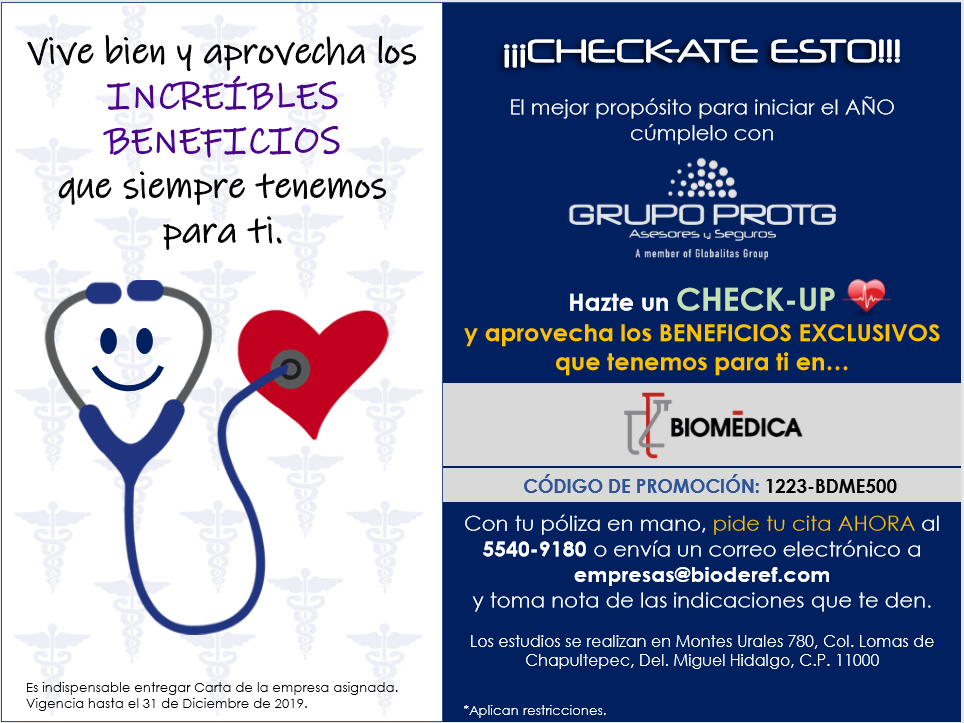 Vive bien y aprovecha los
INCREÍBLES
BENEFICIOS
que siempre tenemos
para ti.
Es indispensable entregar Carta de la empresa asignada.
Vigencia hasta el 31 de Diciembre de 2019.
¡¡¡CHECK-ATE ESTO!!!
El mejor propósito para iniciar el AÑO
cúmplelo con
GRUPO PROTG
Asesores y Seguros
A member of Globalitas Group
Hazte un CHECK-UP
y aprovecha los BENEFICIOS EXCLUSIVOS
que tenemos para ti en...
BIOMĒDICA
CÓDIGO DE PROMOCIÓN: 1223-BDME500
Con tu póliza en mano, pide tu cita AHORA al
5540-9180 o envía un correo electrónico a
empresas@bioderef.com
y toma nota de las indicaciones que te den.
Los estudios se realizan en Montes Urales 780, Col. Lomas de
Chapultepec, Del. Miguel Hidalgo, C.P. 11000
*Aplican restricciones.